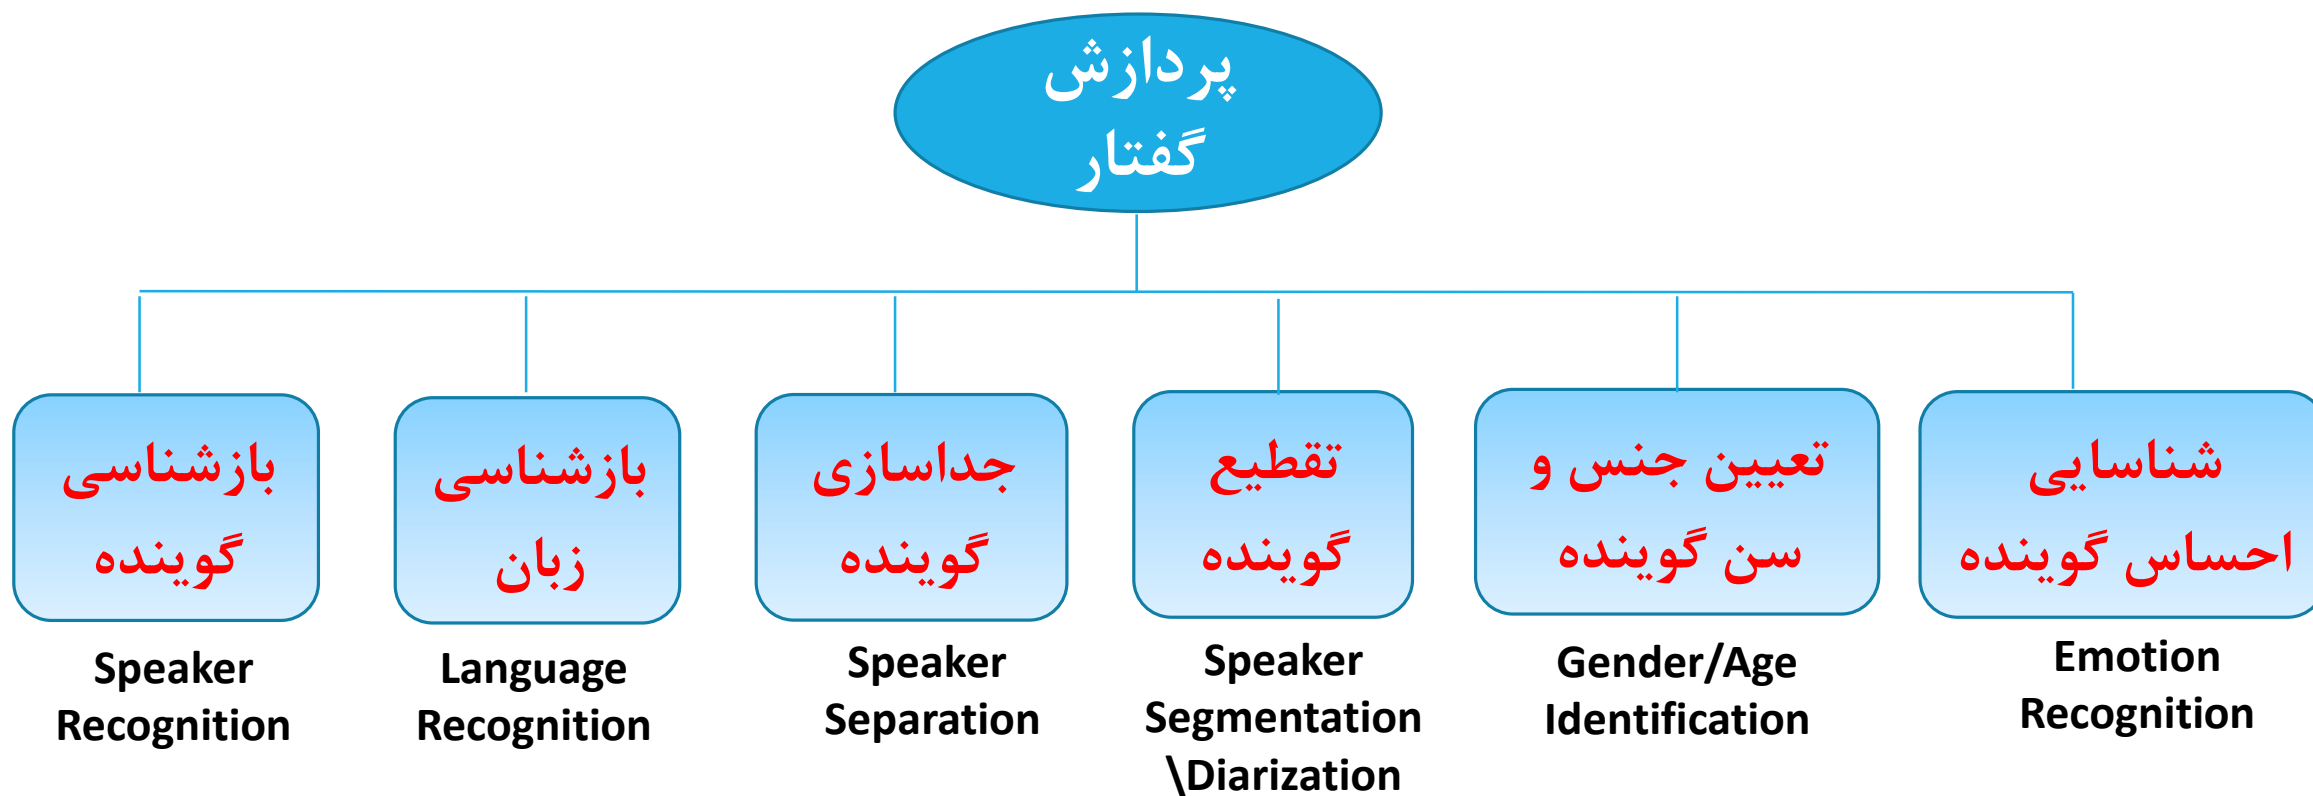 پردازش
گفتار
بازشناسی
گوینده
Speaker
Recognition
بازشناسی
زبان
Language
Recognition
جداسازی
گوینده
Speaker
Separation
تقطیع
گوینده
Speaker
Segmentation
\Diarization
تعیین جنس و
سن گوینده
Gender/Age
Identification
شناسایی
احساس گوینده
Emotion
Recognition